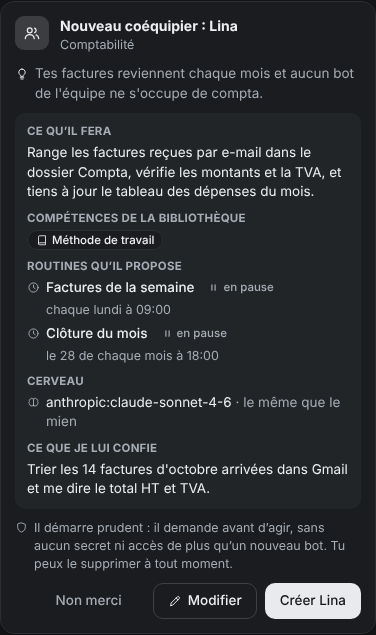 Nouveau coéquipier : Lina
Comptabilité
Tes factures reviennent chaque mois et aucun bot
de l'équipe ne s'occupe de compta.
CE QU’IL FERA
Range les factures reçues par e-mail dans le
dossier Compta, vérifie les montants et la TVA, et
tiens à jour le tableau des dépenses du mois.
COMPÉTENCES DE LA BIBLIOTHÈQUE
Méthode de travail
ROUTINES QU’IL PROPOSE
Factures de la semaine en pause
chaque lundi à 09:00
Clôture du mois en pause
le 28 de chaque mois à 18:00
CERVEAU
anthropic:claude-sonnet-4-6 · le même que le
mien
CE QUE JE LUI CONFIE
Trier les 14 factures d'octobre arrivées dans Gmail
et me dire le total HT et TVA.
Il démarre prudent : il demande avant d’agir, sans
aucun secret ni accès de plus qu’un nouveau bot. Tu
peux le supprimer à tout moment.
Non merci Modifier Créer Lina